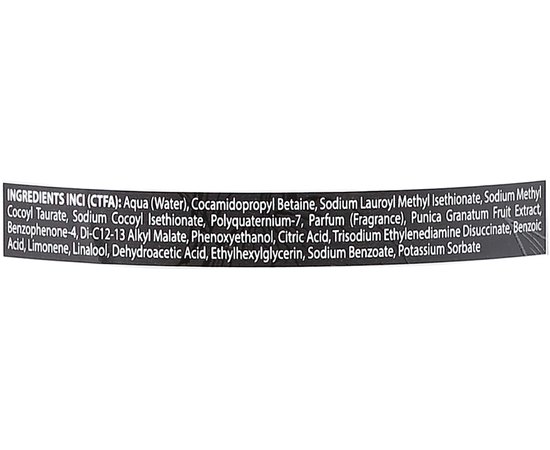 INGREDIENTS INCI (CTFA): Aqua (Water), Cocamidopropyl Betaine, Sodium Lauroyl Methyl Isethionate, Sodium Methyl
Cocoyl Taurate, Sodium Cocoyl Isethionate, Polyquaternium-7, Parfum (Fragrance), Punica Granatum Fruit Extract,
Benzophenone-4, Di-C12-13 Alkyl Malate, Phenoxyethanol, Citric Acid, Trisodium Ethylenediamine Disuccinate, Benzoic
Acid, Limonene, Linalool, Dehydroacetic Acid, Ethylhexylglycerin, Sodium Benzoate, Potassium Sorbate